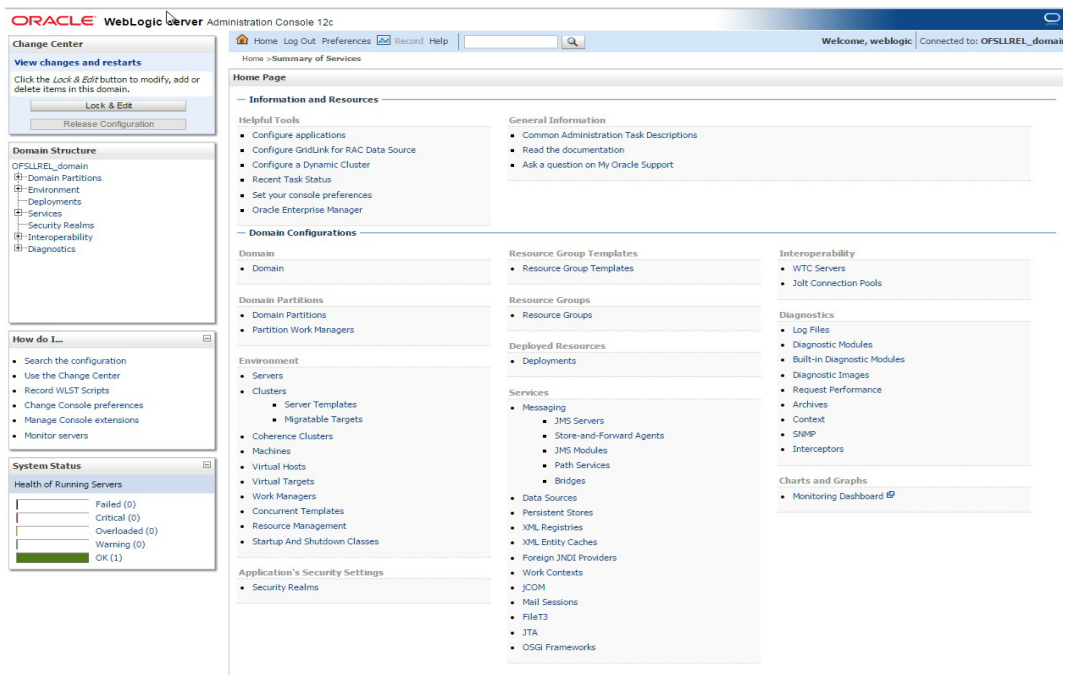 ORACLE WebLogic Server Administration Console 12c
Change Center
View changes and restarts
Click the Lock & Edit button to modify, add or
delete items in this domain.
Lock & Edit
Release Configuration
Domain Structure
OFSLLREL_domain
Domain Partitions
Environment
Deployments
Services
Security Realms
Interoperability
Diagnostics
How do I...
Search the configuration
Use the Change Center
Record WLST Scripts
Change Console preferences
Manage Console extensions
Monitor servers
System Status
Health of Running Servers
Failed (0)
Critical (0)
Overloaded (0)
Warning (0)
OK (1)
Home Log Out Preferences Record Help
Welcome, weblogic Connected to: OFSLLREL_domai
Home >Summary of Services
Home Page
Information and Resources
Helpful Tools
Configure applications
Configure GridLink for RAC Data Source
Configure a Dynamic Cluster
Recent Task Status
Set your console preferences
Oracle Enterprise Manager
General Information
Common Administration Task Descriptions
Read the documentation
Ask a question on My Oracle Support
Domain Configurations
Domain
Domain
Domain Partitions
Domain Partitions
Partition Work Managers
Environment
Servers
Clusters
Server Templates
Migratable Targets
Coherence Clusters
Machines
Virtual Hosts
Virtual Targets
Work Managers
Concurrent Templates
Resource Management
Startup And Shutdown Classes
Application's Security Settings
Security Realms
Resource Group Templates
Resource Group Templates
Resource Groups
Resource Groups
Deployed Resources
Deployments
Services
Messaging
JMS Servers
Store-and-Forward Agents
JMS Modules
Path Services
Bridges
Data Sources
Persistent Stores
XML Registries
XML Entity Caches
Foreign JNDI Providers
Work Contexts
jCOM
Mail Sessions
FileT3
JTA
OSGi Frameworks
Interoperability
WTC Servers
Jolt Connection Pools
Diagnostics
Log Files
Diagnostic Modules
Built-in Diagnostic Modules
Diagnostic Images
Request Performance
Archives
Context
SNMP
Interceptors
Charts and Graphs
Monitoring Dashboard